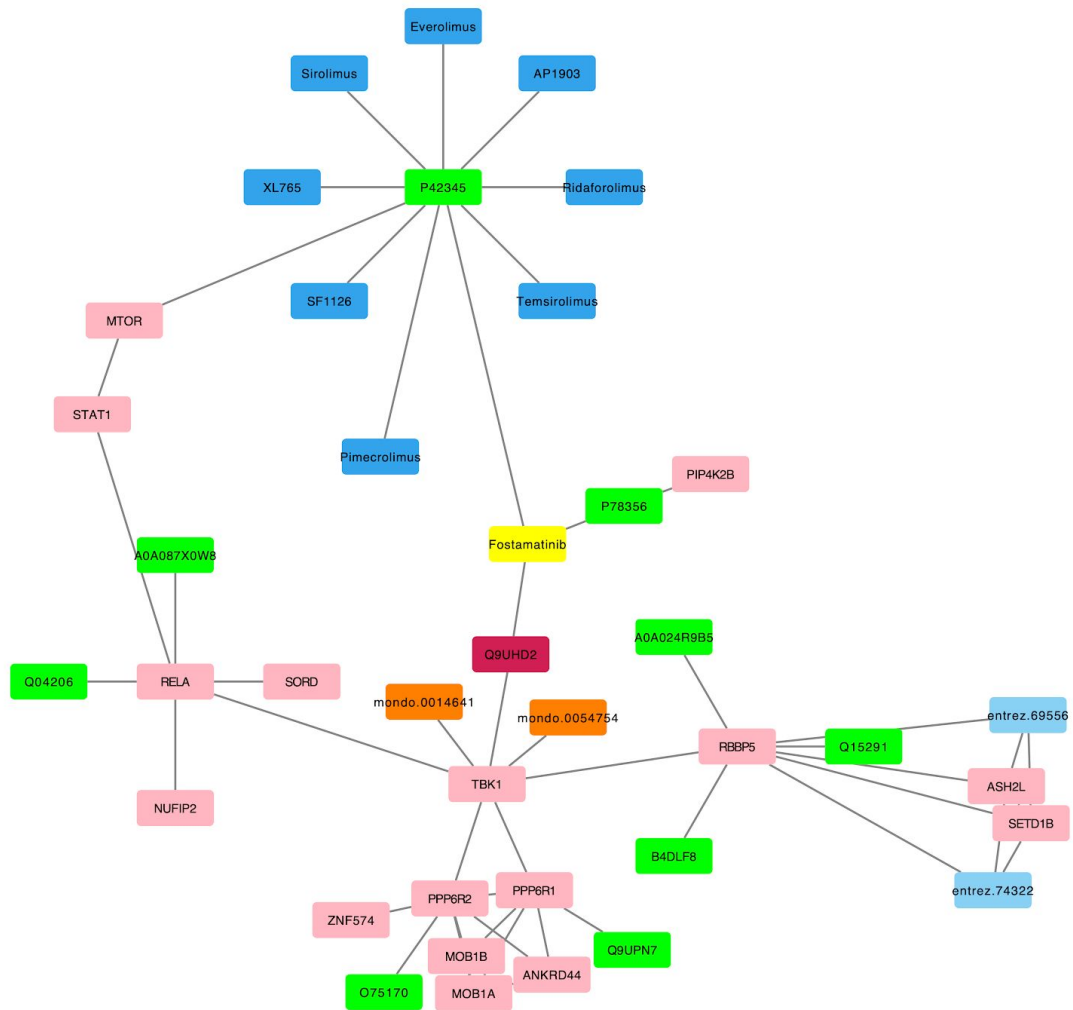 Everolimus
Sirolimus
AP1903
XL765
P42345
Ridaforolimus
SF1126
Temsirolimus
MTOR
STAT1
Pimecrolimus
PIP4K2B
P78356
Fostamatinib
A0A087X0W8
A0A024R9B5
Q9UHD2
Q04206
RELA
SORD
mondo.0014641
mondo.0054754
entrez.69556
RBBP5
Q15291
TBK1
ASH2L
NUFIP2
SETD1B
B4DLF8
entrez.74322
PPP6R2
PPP6R1
ZNF574
MOB1B
Q9UPN7
ANKRD44
O75170
MOB1A